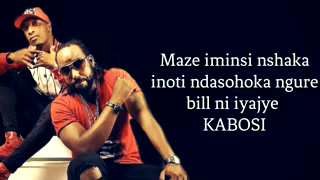 Maze iminsi nshaka
inoti ndasohoka ngure
bill ni iyajye
KABOSI